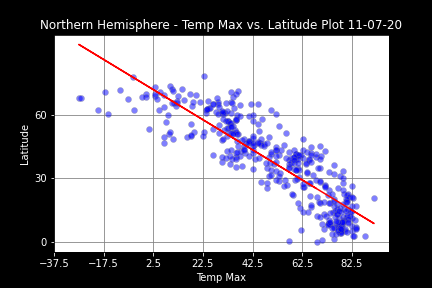 Northern Hemisphere - Temp Max vs. Latitude Plot 11-07-20
60
30
0
Latitude
-37.5 -17.5 2.5 22.5 42.5 62.5 82.5
Temp Max